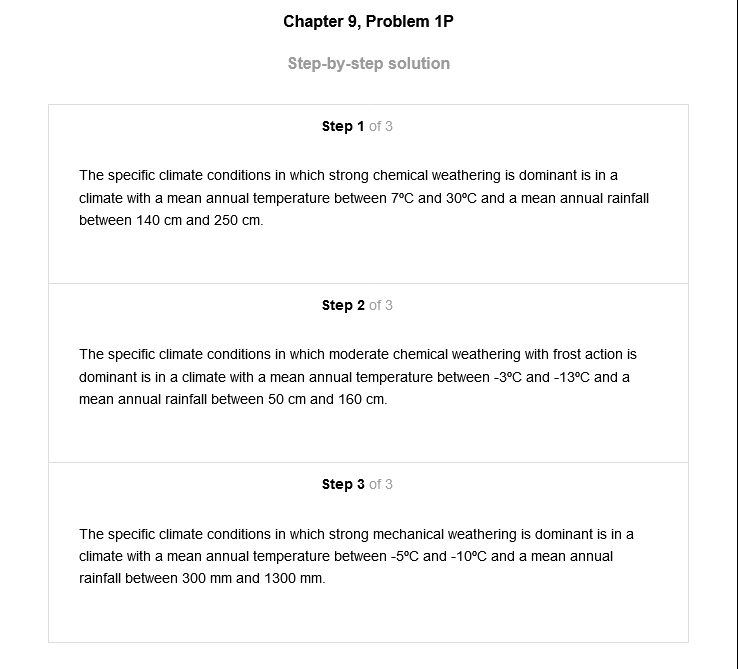 Chapter 9, Problem 1P
Step-by-step solution
Step 1 of 3
The specific climate conditions in which strong chemical weathering is dominant is in a
climate with a mean annual temperature between 7ºC and 30ºC and a mean annual rainfall
between 140 cm and 250 cm.
Step 2 of 3
The specific climate conditions in which moderate chemical weathering with frost action is
dominant is in a climate with a mean annual temperature between -3ºC and -13ºC and a
mean annual rainfall between 50 cm and 160 cm.
Step 3 of 3
The specific climate conditions in which strong mechanical weathering is dominant is in a
climate with a mean annual temperature between -5ºC and -10ºC and a mean annual
rainfall between 300 mm and 1300 mm.